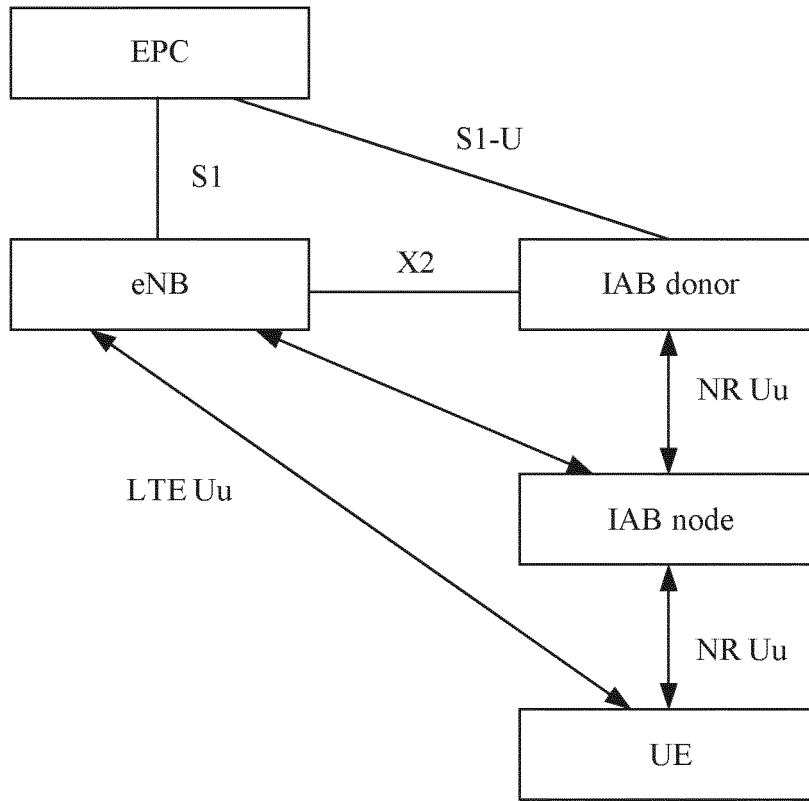 EPC
S1-U
S1
eNB
X2
IAB donor
NR Uu
LTE Uu
IAB node
NR Uu
UE